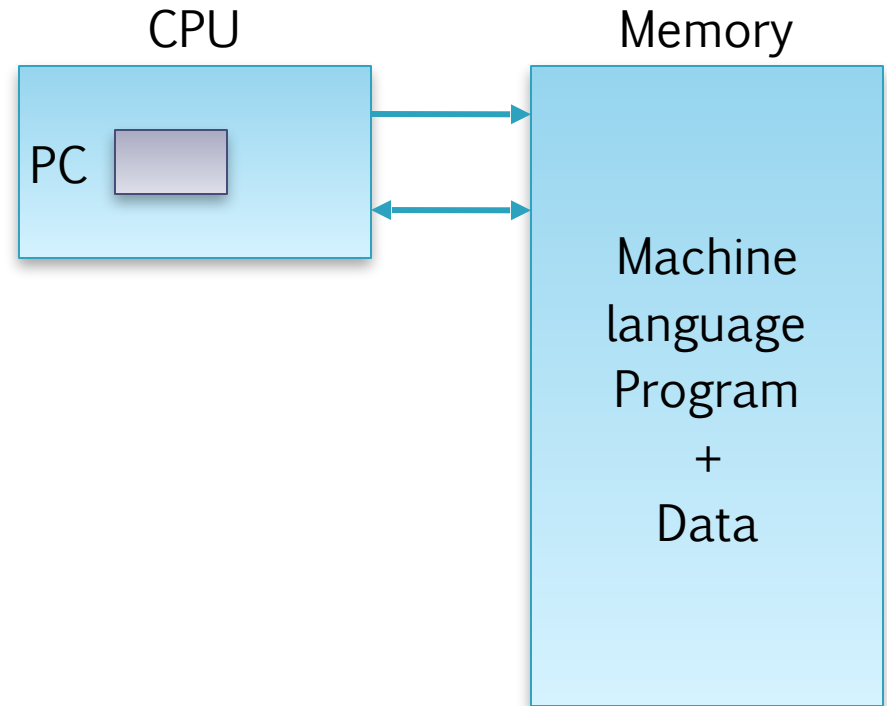 CPU
Memory
PC
Machine
language
Program
+
Data